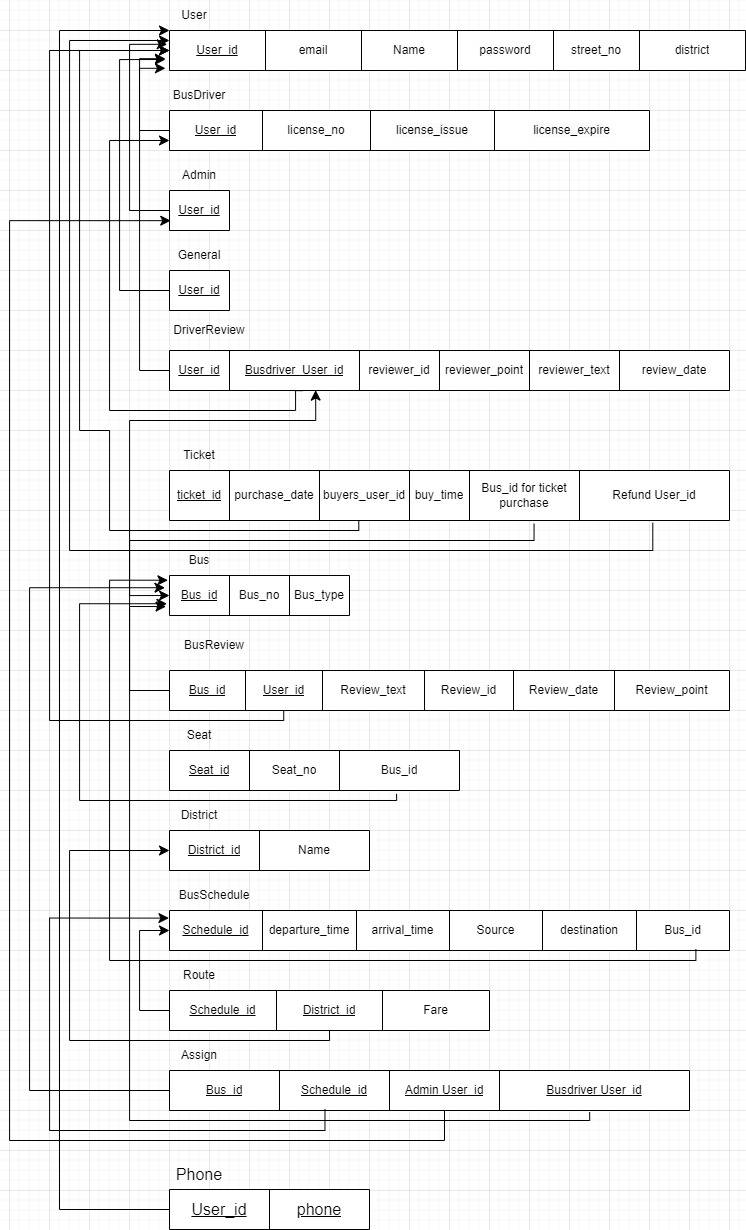 User
User_id email Name password street_no district
BusDriver
User_id license_no license_issue license_expire
Admin
User_id
General
User_id
DriverReview
User_id Busdriver_User_id reviewer_id reviewer_point reviewer_text review_date
Ticket
ticket_id purchase_date buyers_user_id buy_time Bus_id for ticket purchase Refund User_id
Bus
Bus_id Bus_no Bus_type
BusReview
Bus_id User_id Review_text Review_id Review_date Review_point
Seat
Seat_id Seat_no Bus_id
District
District_id Name
BusSchedule
Schedule_id departure_time arrival_time Source destination Bus_id
Route
Schedule_id District_id Fare
Assign
Bus_id Schedule_id Admin User_id Busdriver User_id
Phone
User_id phone